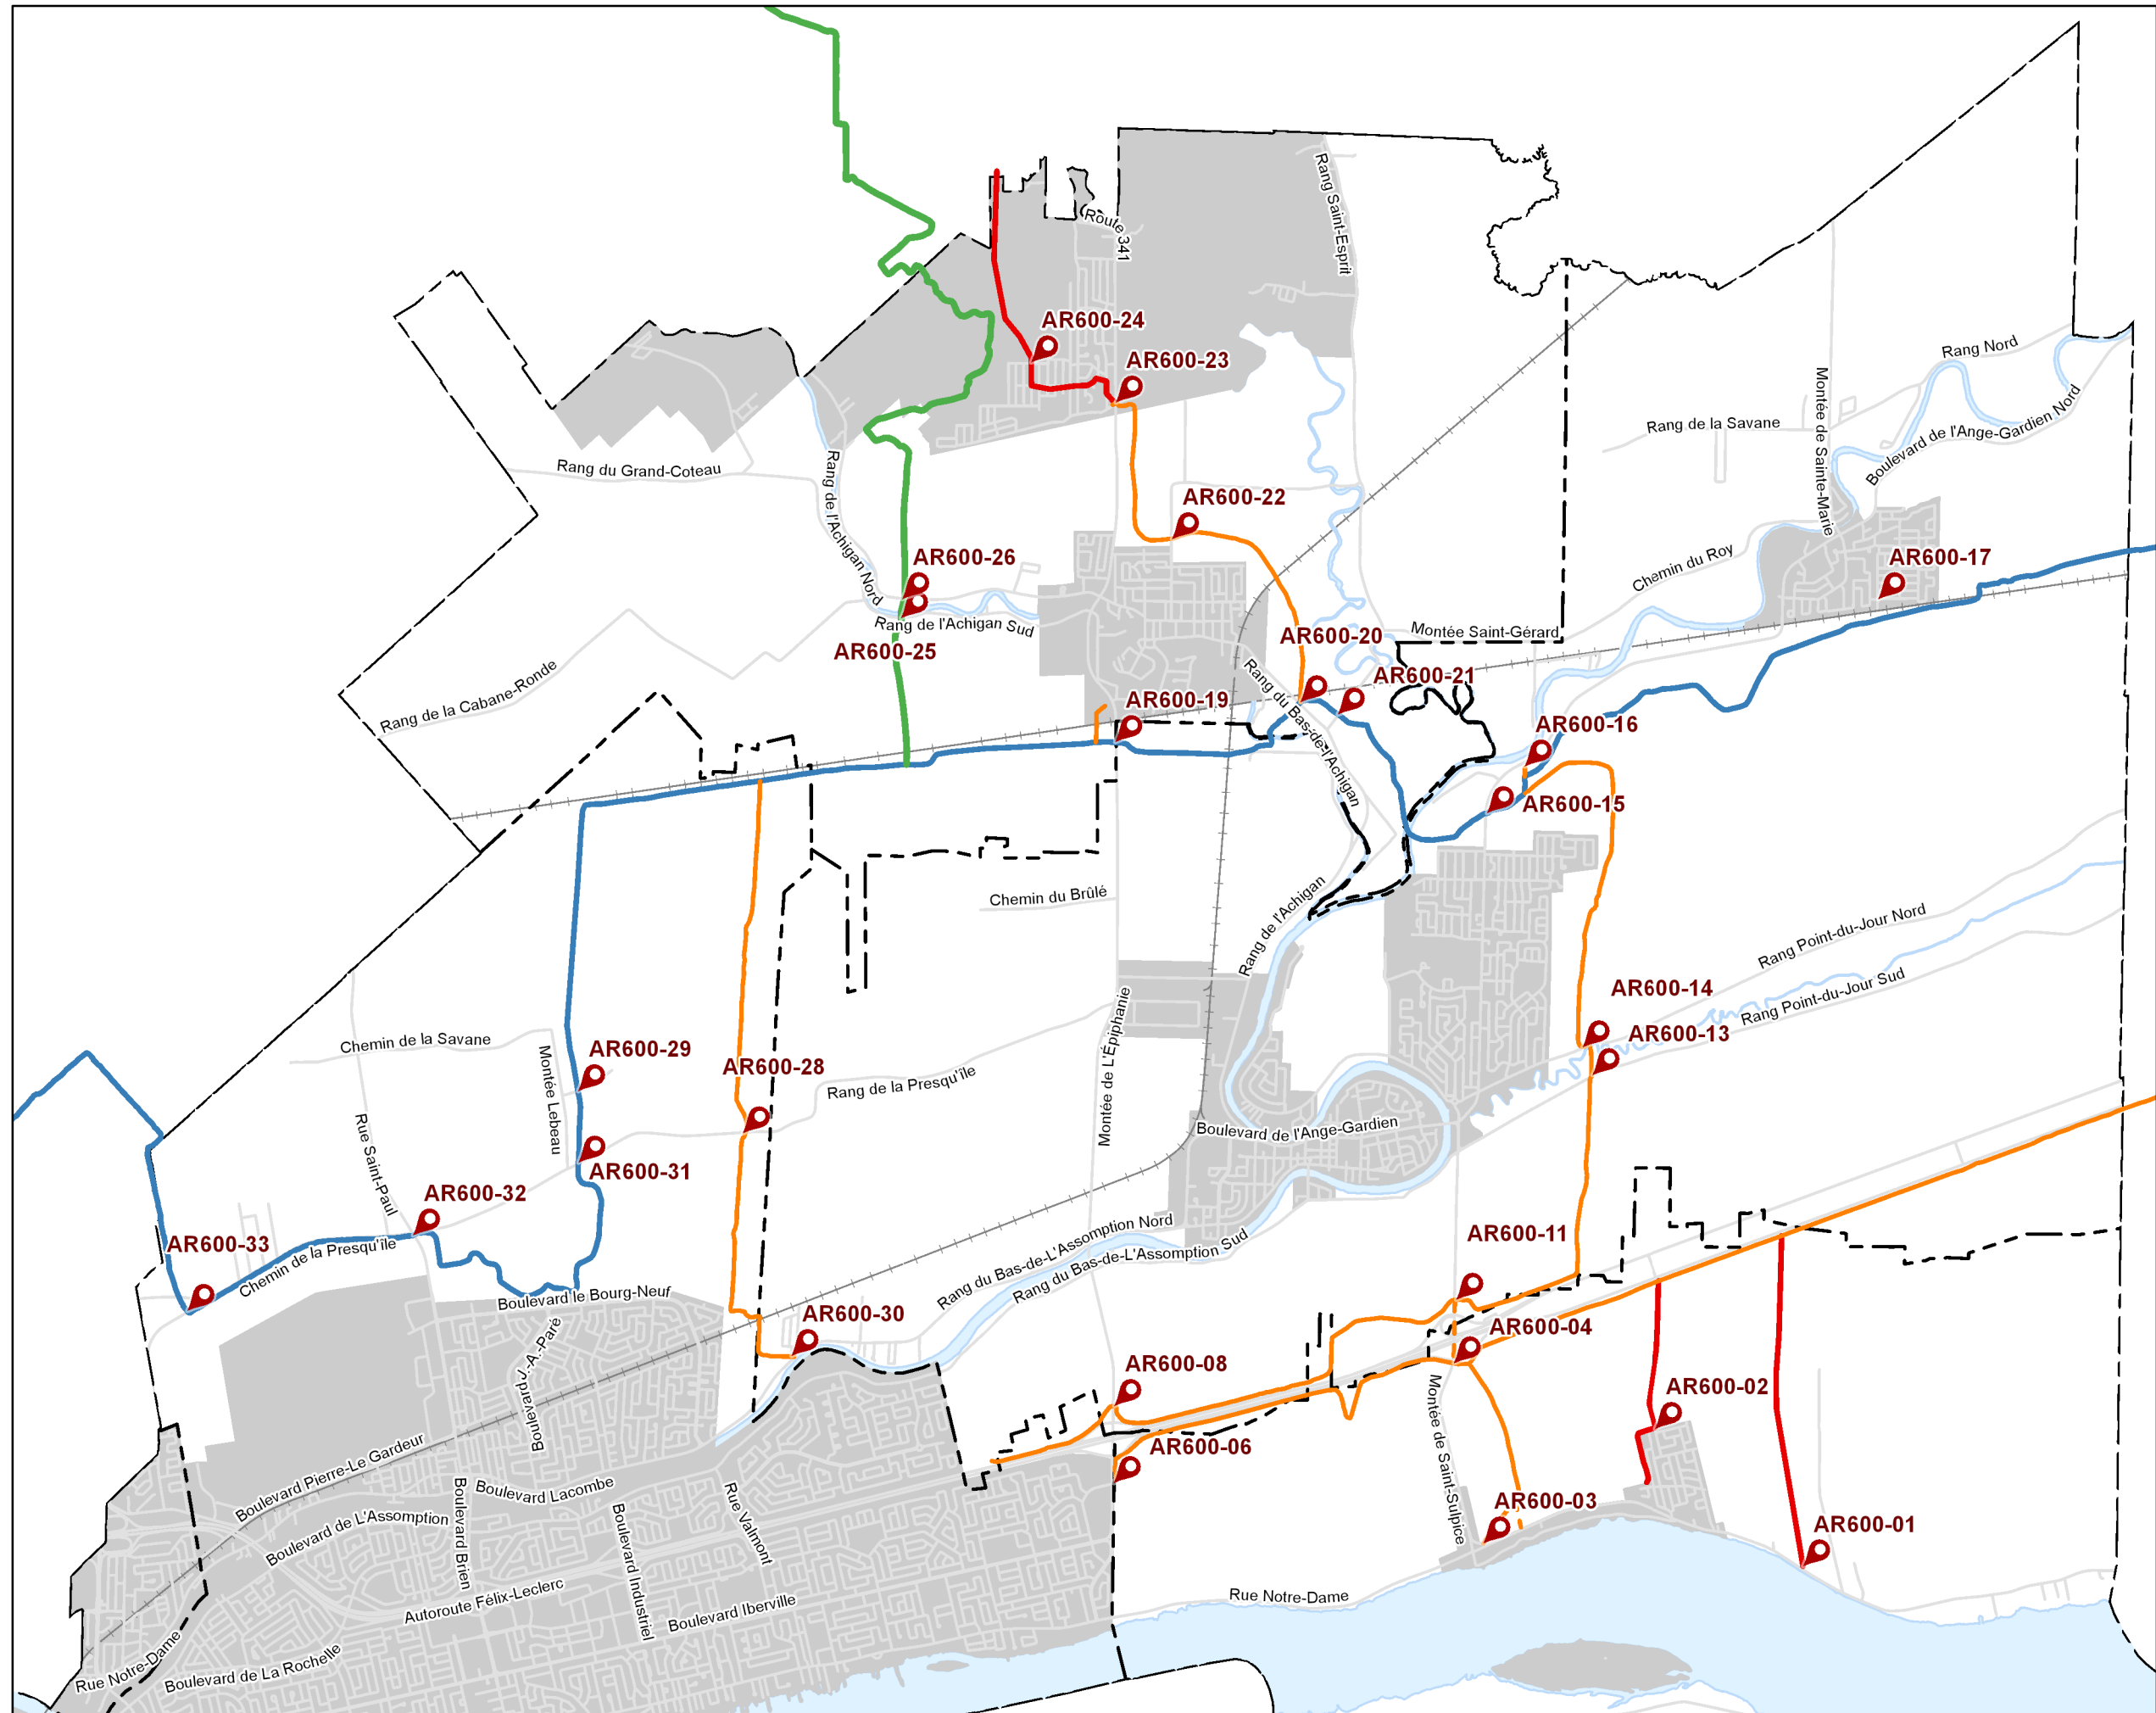 Route 341
Rang Saint-Esprit
AR600-24
AR600-23
Rang Nord
Montée de Sainte-Marie
Rang de la Savane
Boulevard de l'Ange-Gardien Nord
Rang du Grand-Coteau
Rang de l'Achigan Nord
AR600-22
AR600-26
AR600-17
Chemin du Roy
Rang de l'Achigan Sud
AR600-25
AR600-20
Montée Saint-Gérard
AR600-21
Rang de la Cabane-Ronde
Rang du Bas-de-l'Achigan
AR600-19
AR600-16
AR600-15
Chemin du Brûlé
Rang de l'Achigan
Rang Point-du-Jour Nord
Rang Point-du-Jour Sud
AR600-14
AR600-13
Chemin de la Savane
Montée Lebeau
AR600-29
AR600-28
Rang de la Presqu'île
Montée de L'Épiphanie
Boulevard de l'Ange-Gardien
Rue Saint-Paul
AR600-31
AR600-32
AR600-33
Chemin de la Presqu'île
Rang du Bas-de-L'Assomption Nord
Rang du Bas-de-L'Assomption Sud
AR600-11
Boulevard le Bourg-Neuf
AR600-30
AR600-04
Boulevard J.-A.-Paré
AR600-08
AR600-02
Montée de Saint-Sulpice
AR600-06
Boulevard Pierre-Le Gardeur
Boulevard Lacombe
Rue Valmont
AR600-03
AR600-01
Boulevard de L'Assomption
Boulevard Brien
Boulevard Industriel
Autoroute Félix-Leclerc
Boulevard Iberville
Rue Notre-Dame
Rue Notre-Dame
Boulevard de La Rochelle